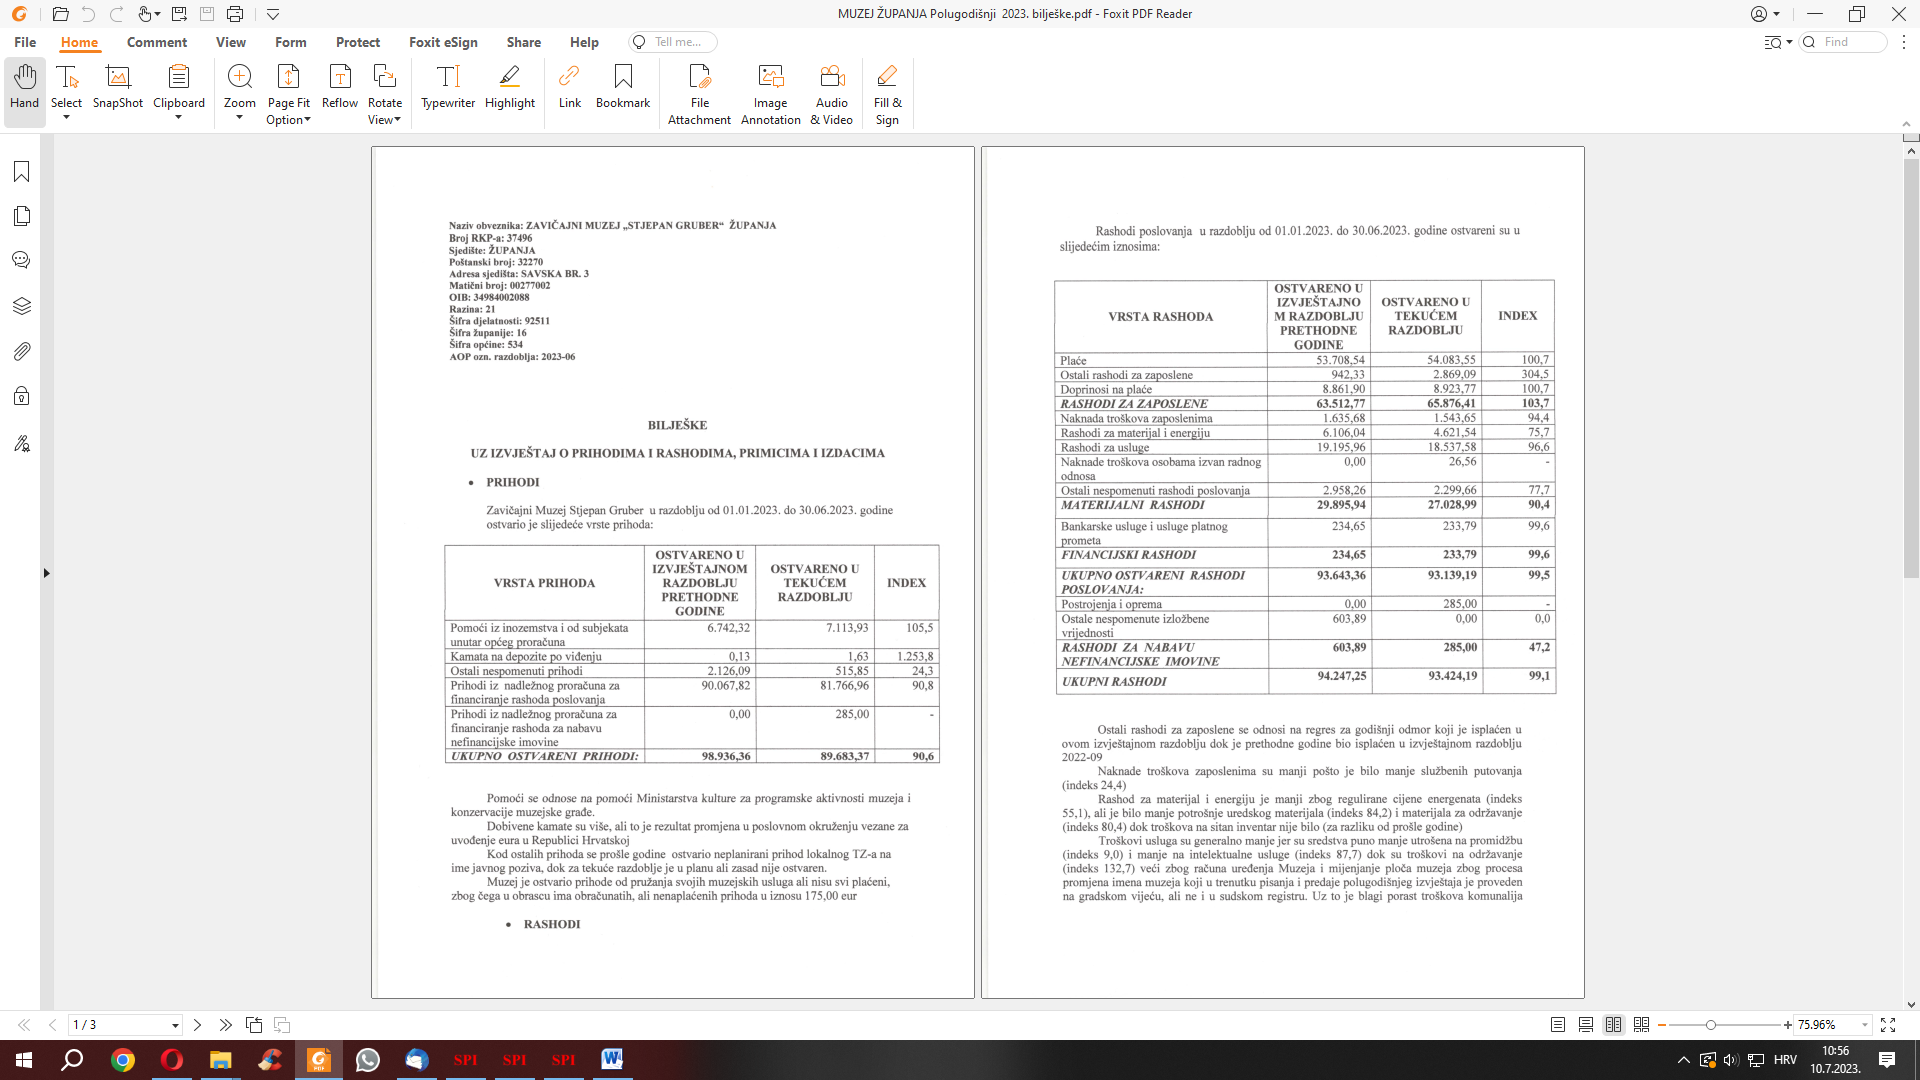 MUZEJ ŽUPANJA Polugodišnji  2023. bilješke.pdf - Foxit PDF Reader
File Home Comment View Form Protect Foxit eSign Share Help Tell me... Find
Hand Select SnapShot Clipboard Zoom Page Fit Option Reflow Rotate View Typewriter Highlight Link Bookmark File Attachment Image Annotation Audio & Video Fill & Sign
Naziv obveznika: ZAVIČAJNI MUZEJ „STJEPAN GRUBER“ ŽUPANJA
Broj RKP-a: 37496
Sjedište: ŽUPANJA
Poštanski broj: 32270
Adresa sjedišta: SAVSKA BR. 3
Matični broj: 00277002
OIB: 34984002088
Razina: 21
Šifra djelatnosti: 92511
Šifra županije: 16
Šifra općine: 534
AOP ozn. razdoblja: 2023-06
BILJEŠKE
UZ IZVJEŠTAJ O PRIHODIMA I RASHODIMA, PRIMICIMA I IZDACIMA
• PRIHODI
Zavičajni Muzej Stjepan Gruber u razdoblju od 01.01.2023. do 30.06.2023. godine
ostvario je slijedeće vrste prihoda:
VRSTA PRIHODA OSTVARENO U IZVJEŠTAJNOM RAZDOBLJU PRETHODNE GODINE OSTVARENO U TEKUĆEM RAZDOBLJU INDEX
Pomoći iz inozemstva i od subjekata unutar općeg proračuna 6.742,32 7.113,93 105,5
Kamata na depozite po viđenju 0,13 1,63 1.253,8
Ostali nespomenuti prihodi 2.126,09 515,85 24,3
Prihodi iz nadležnog proračuna za financiranje rashoda poslovanja 90.067,82 81.766,96 90,8
Prihodi iz nadležnog proračuna za financiranje rashoda za nabavu nefinancijske imovine 0,00 285,00 -
UKUPNO OSTVARENI PRIHODI: 98.936,36 89.683,37 90,6
Pomoći se odnose na pomoći Ministarstva kulture za programske aktivnosti muzeja i
konzervacije muzejske građe.
Dobivene kamate su više, ali to je rezultat promjena u poslovnom okruženju vezane za
uvođenje eura u Republici Hrvatskoj
Kod ostalih prihoda se prošle godine ostvario neplanirani prihod lokalnog TZ-a na
ime javnog poziva, dok za tekuće razdoblje je u planu ali zasad nije ostvaren.
Muzej je ostvario prihode od pružanja svojih muzejskih usluga ali nisu svi plaćeni,
zbog čega u obrascu ima obračunatih, ali nenaplaćenih prihoda u iznosu 175,00 eur
• RASHODI
Rashodi poslovanja u razdoblju od 01.01.2023. do 30.06.2023. godine ostvareni su u
slijedećim iznosima:
VRSTA RASHODA OSTVARENO U IZVJEŠTAJNO M RAZDOBLJU PRETHODNE GODINE OSTVARENO U TEKUĆEM RAZDOBLJU INDEX
Plaće 53.708,54 54.083,55 100,7
Ostali rashodi za zaposlene 942,33 2.869,09 304,5
Doprinosi na plaće 8.861,90 8.923,77 100,7
RASHODI ZA ZAPOSLENE 63.512,77 65.876,41 103,7
Naknada troškova zaposlenima 1.635,68 1.543,65 94,4
Rashodi za materijal i energiju 6.106,04 4.621,54 75,7
Rashodi za usluge 19.195,96 18.537,58 96,6
Naknade troškova osobama izvan radnog odnosa 0,00 26,56 -
Ostali nespomenuti rashodi poslovanja 2.958,26 2.299,66 77,7
MATERIJALNI RASHODI 29.895,94 27.028,99 90,4
Bankarske usluge i usluge platnog prometa 234,65 233,79 99,6
FINANCIJSKI RASHODI 234,65 233,79 99,6
UKUPNO OSTVARENI RASHODI POSLOVANJA: 93.643,36 93.139,19 99,5
Postrojenja i oprema 0,00 285,00 -
Ostale nespomenute izložbene vrijednosti 603,89 0,00 0,0
RASHODI ZA NABAVU NEFINANCIJSKE IMOVINE 603,89 285,00 47,2
UKUPNI RASHODI 94.247,25 93.424,19 99,1
Ostali rashodi za zaposlene se odnosi na regres za godišnji odmor koji je isplaćen u
ovom izvještajnom razdoblju dok je prethodne godine bio isplaćen u izvještajnom razdoblju
2022-09
Naknade troškova zaposlenima su manji pošto je bilo manje službenih putovanja
(indeks 24,4)
Rashod za materijal i energiju je manji zbog regulirane cijene energenata (indeks
55,1), ali je bilo manje potrošnje uredskog materijala (indeks 84,2) i materijala za održavanje
(indeks 80,4) dok troškova na sitan inventar nije bilo (za razliku od prošle godine)
Troškovi usluga su generalno manje jer su sredstva puno manje utrošena na promidžbu
(indeks 9,0) i manje na intelektualne usluge (indeks 87,7) dok su troškovi na održavanje
(indeks 132,7) veći zbog računa uređenja Muzeja i mijenjanje ploča muzeja zbog procesa
promjena imena muzeja koji u trenutku pisanja i predaje polugodišnjeg izvještaja je proveden
na gradskom vijeću, ali ne i u sudskom registru. Uz to je blagi porast troškova komunalija
1 / 3 75.96%
SPI SPI SPI HRV 10:56
10.7.2023.